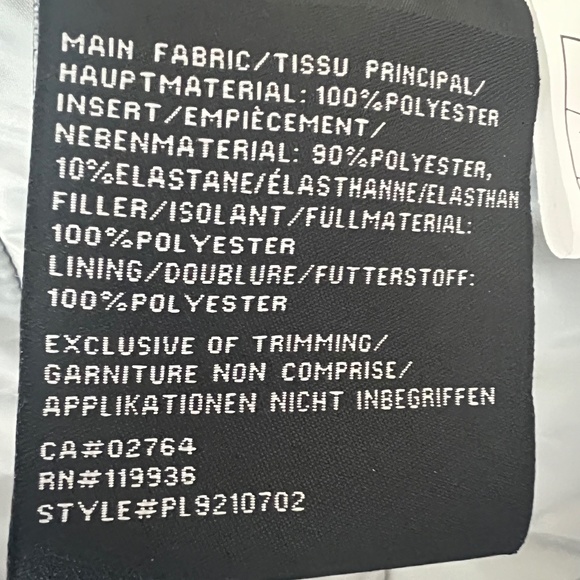 MAIN FABRIC/TISSU PRINCIPAL/
HAUPTMATERIAL: 100%POLYESTER
INSERT/EMPIÈCEMENT/
NEBENMATERIAL: 90%POLYESTER,
10%ELASTANE/ÉLASTHANNE/ELASTHAN
FILLER/ISOLANT/FÜLLMATERIAL:
100%POLYESTER
LINING/DOUBLURE/FUTTERSTOFF:
100%POLYESTER
EXCLUSIVE OF TRIMMING/
GARNITURE NON COMPRISE/
APPLIKATIONEN NICHT INBEGRIFFEN
CA#02764
RN#119936
STYLE#PL9210702